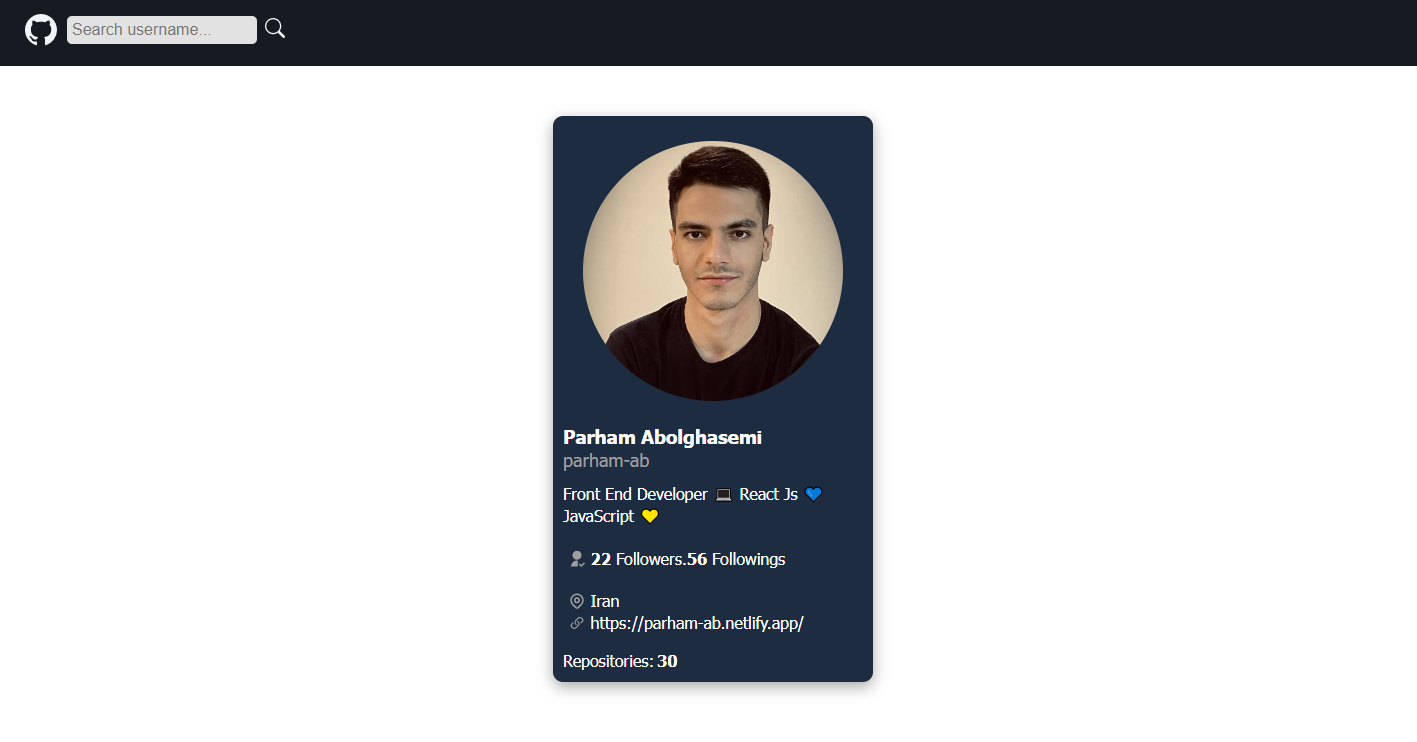 Search username...
Parham Abolghasemi
parham-ab
Front End Developer 💻 React Js 💙
JavaScript 💛
22 Followers.56 Followings
Iran
https://parham-ab.netlify.app/
Repositories: 30